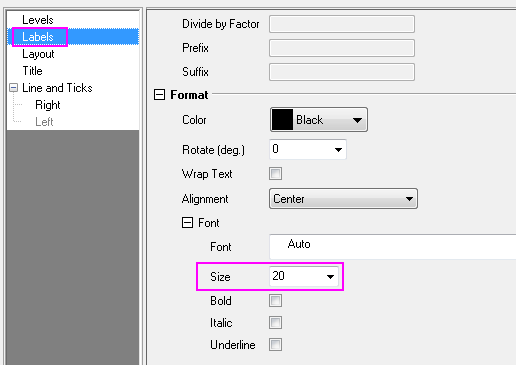 Levels
Labels
Layout
Title
Line and Ticks
Right
Left
Divide by Factor
Prefix
Suffix
Format
Color Black
Rotate (deg.) 0
Wrap Text
Alignment Center
Font
Font Auto
Size 20
Bold
Italic
Underline